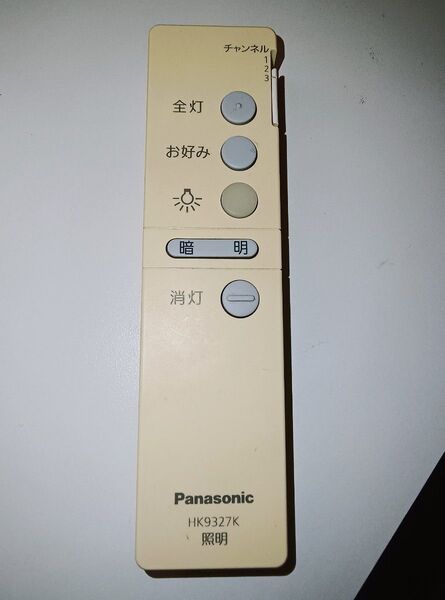 チャンネル
1
2
3
全灯
お好み
暗 明
消灯
Panasonic
HK9327K
照明